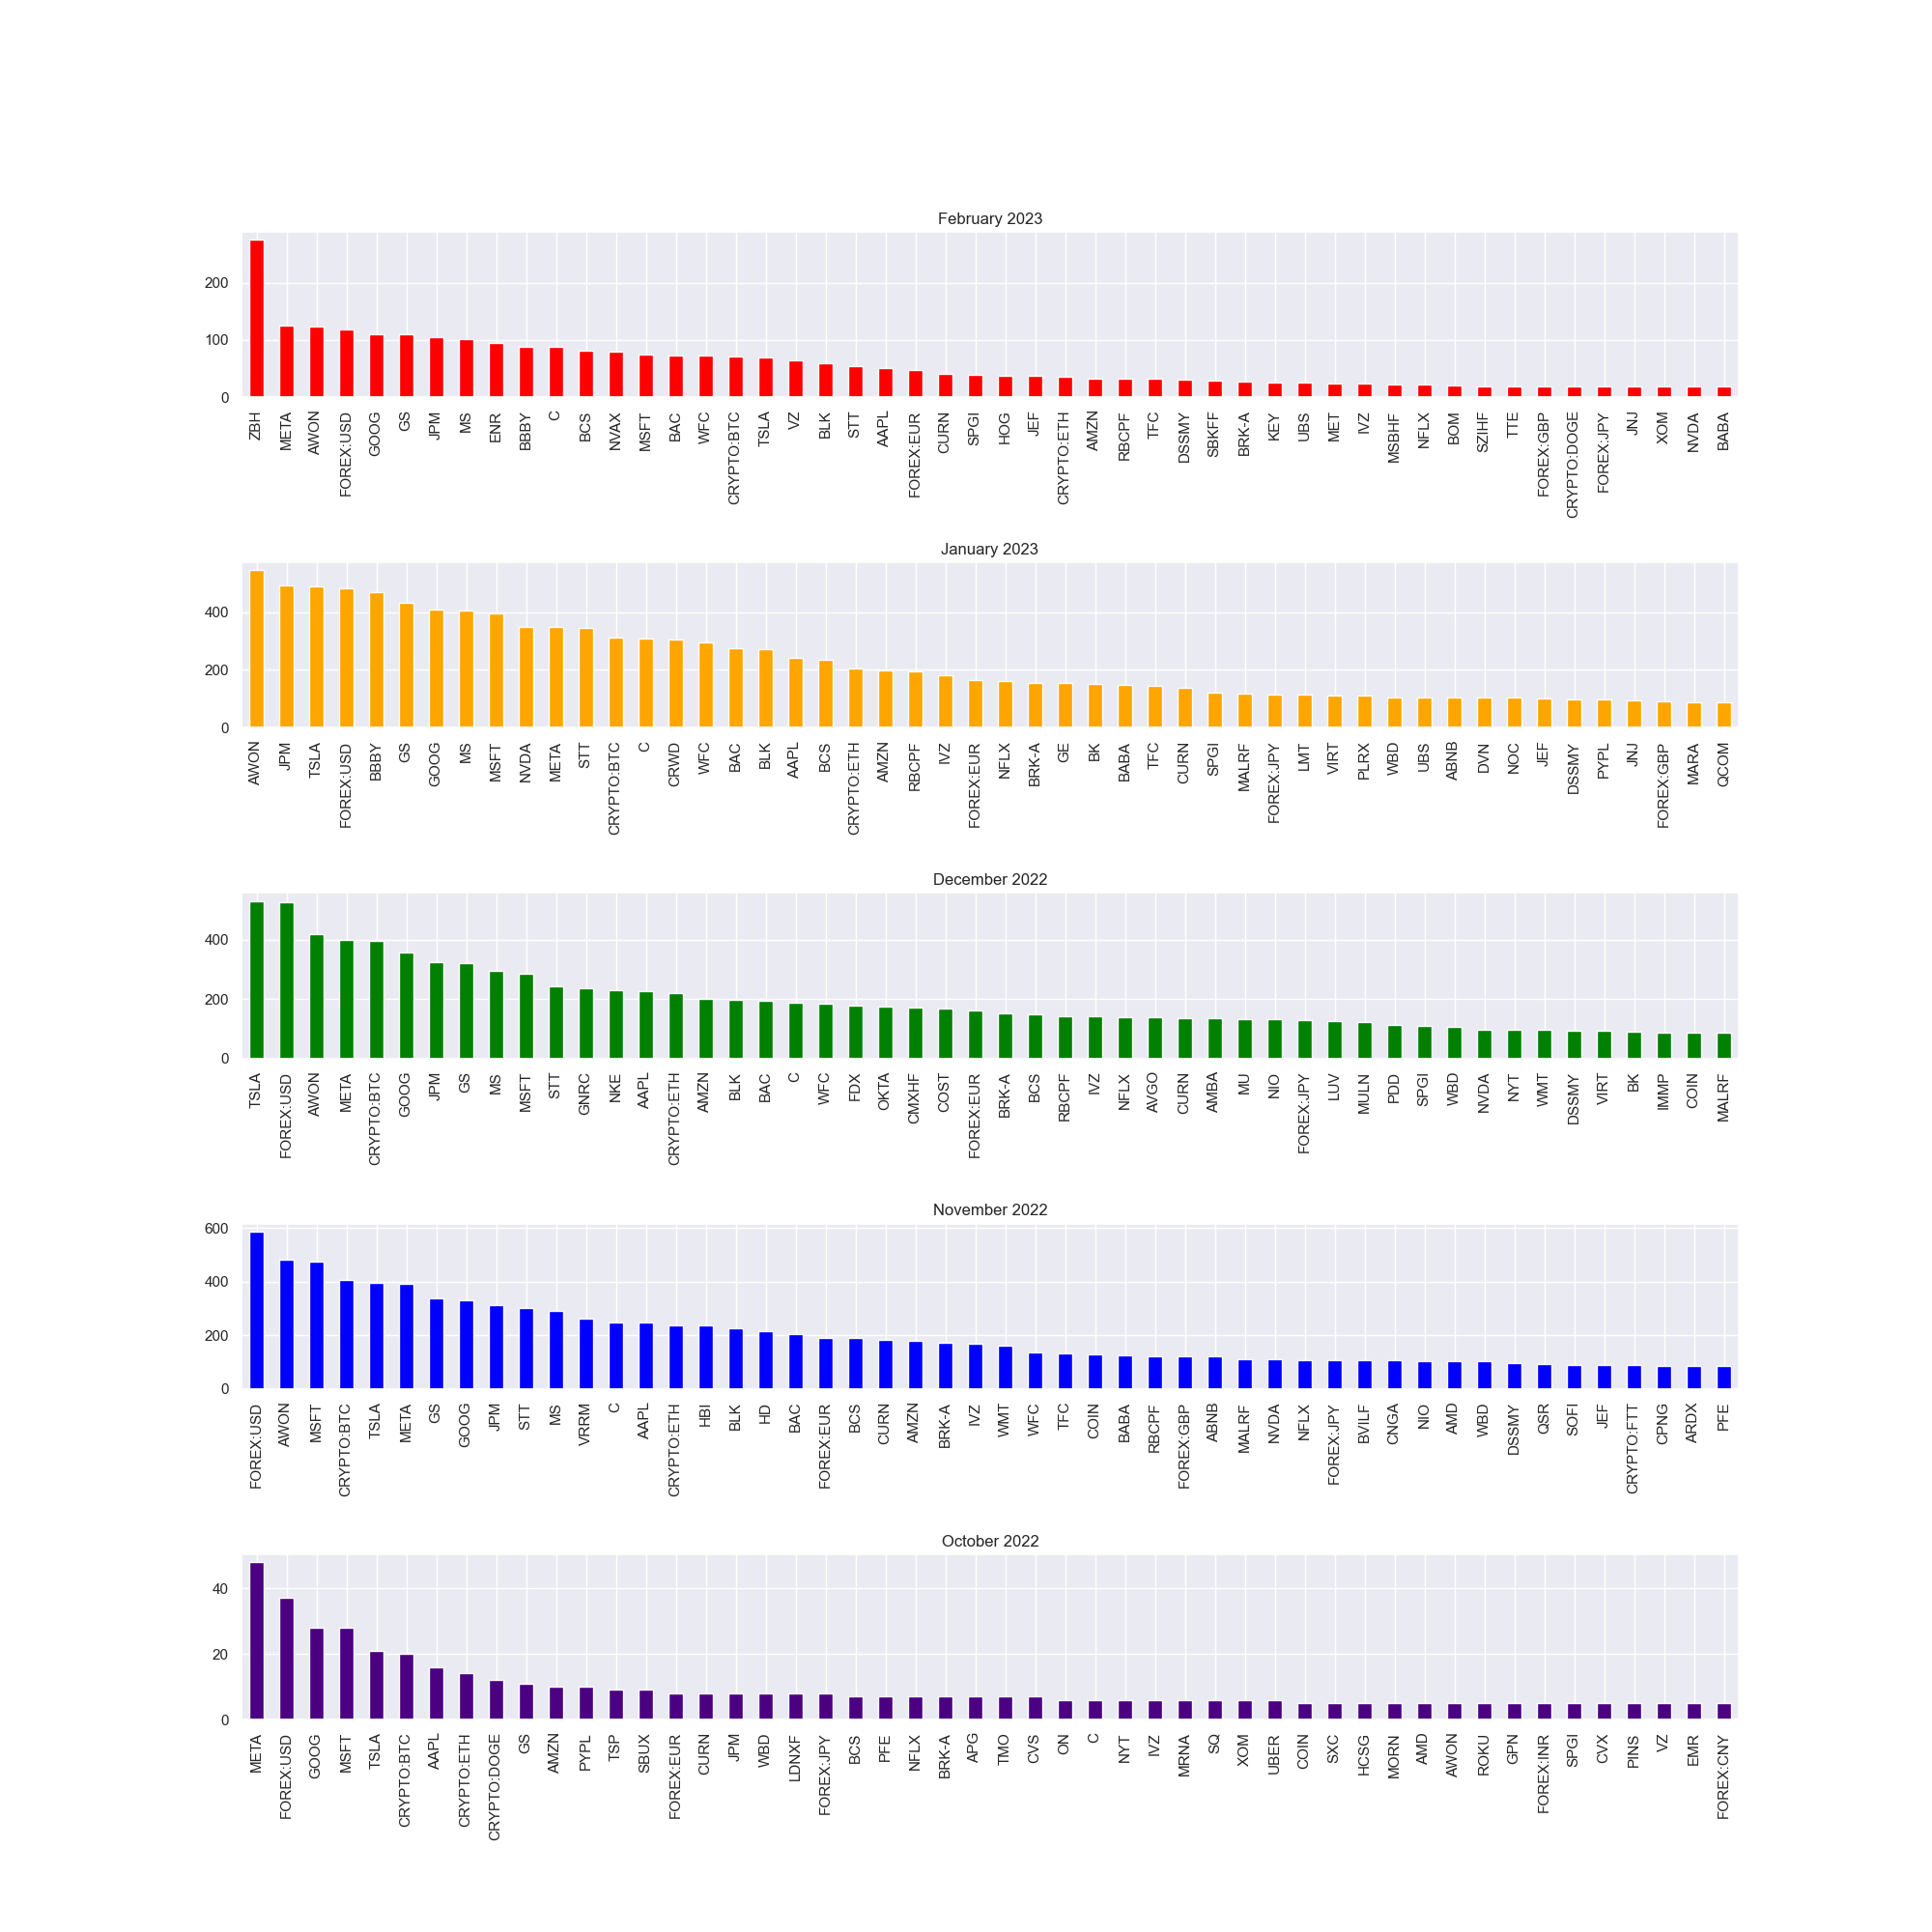 February 2023
200
100
0
ZBH META AWON FOREX:USD GOOG GS JPM MS ENR BBBY C BCS NVAX MSFT BAC WFC CRYPTO:BTC TSLA VZ BLK STT AAPL FOREX:EUR CURN SPGI HOG JEF CRYPTO:ETH AMZN RBCPF TFC DSSMY SBKFF BRK-A KEY UBS MET IVZ MSBHF NFLX BOM SZIHF TTE FOREX:GBP CRYPTO:DOGE FOREX:JPY JNJ XOM NVDA BABA
January 2023
400
200
0
AWON JPM TSLA FOREX:USD BBBY GS GOOG MS MSFT NVDA META STT CRYPTO:BTC C CRWD WFC BAC BLK AAPL BCS CRYPTO:ETH AMZN RBCPF IVZ FOREX:EUR NFLX BRK-A GE BK BABA TFC CURN SPGI MALRF FOREX:JPY LMT VIRT PLRX WBD UBS ABNB DVN NOC JEF DSSMY PYPL JNJ FOREX:GBP MARA QCOM
December 2022
400
200
0
TSLA FOREX:USD AWON META CRYPTO:BTC GOOG JPM GS MS MSFT STT GNRC NKE AAPL CRYPTO:ETH AMZN BLK BAC C WFC FDX OKTA CMXHF COST FOREX:EUR BRK-A BCS RBCPF IVZ NFLX AVGO CURN AMBA MU NIO FOREX:JPY LUV MULN PDD SPGI WBD NVDA NYT WMT DSSMY VIRT BK IMMP COIN MALRF
November 2022
600
400
200
0
FOREX:USD AWON MSFT CRYPTO:BTC TSLA META GS GOOG JPM STT MS VRRM C AAPL CRYPTO:ETH HBI BLK HD BAC FOREX:EUR BCS CURN AMZN BRK-A IVZ WMT WFC TFC COIN BABA RBCPF FOREX:GBP ABNB MALRF NVDA NFLX FOREX:JPY BVILF CNGA NIO AMD WBD DSSMY QSR SOFI JEF CRYPTO:FTT CPNG ARDX PFE
October 2022
40
20
0
META FOREX:USD GOOG MSFT TSLA CRYPTO:BTC AAPL CRYPTO:ETH CRYPTO:DOGE GS AMZN PYPL TSP SBUX FOREX:EUR CURN JPM WBD LDNXF FOREX:JPY BCS PFE NFLX BRK-A APG TMO CVS ON C NYT IVZ MRNA SQ XOM UBER COIN SXC HCSG MORN AMD AWON ROKU GPN FOREX:INR SPGI CVX PINS VZ EMR FOREX:CNY